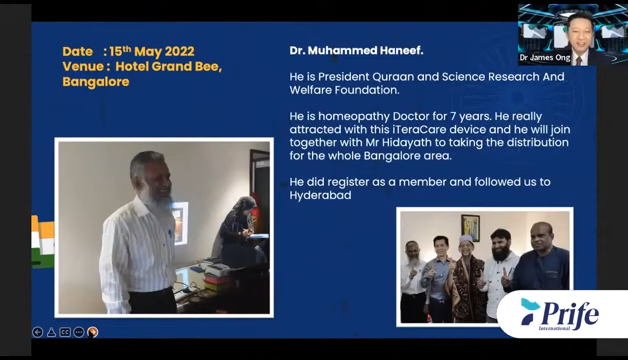 Date : 15th May 2022
Venue : Hotel Grand Bee,
Bangalore
Dr. Muhammed Haneef.
He is President Quraan and Science Research And
Welfare Foundation.
He is homeopathy Doctor for 7 years. He really
attracted with this iTeraCare device and he will join
together with Mr Hidayath to taking the distribution
for the whole Bangalore area.
He did register as a member and followed us to
Hyderabad
Dr James Ong
Prife
International